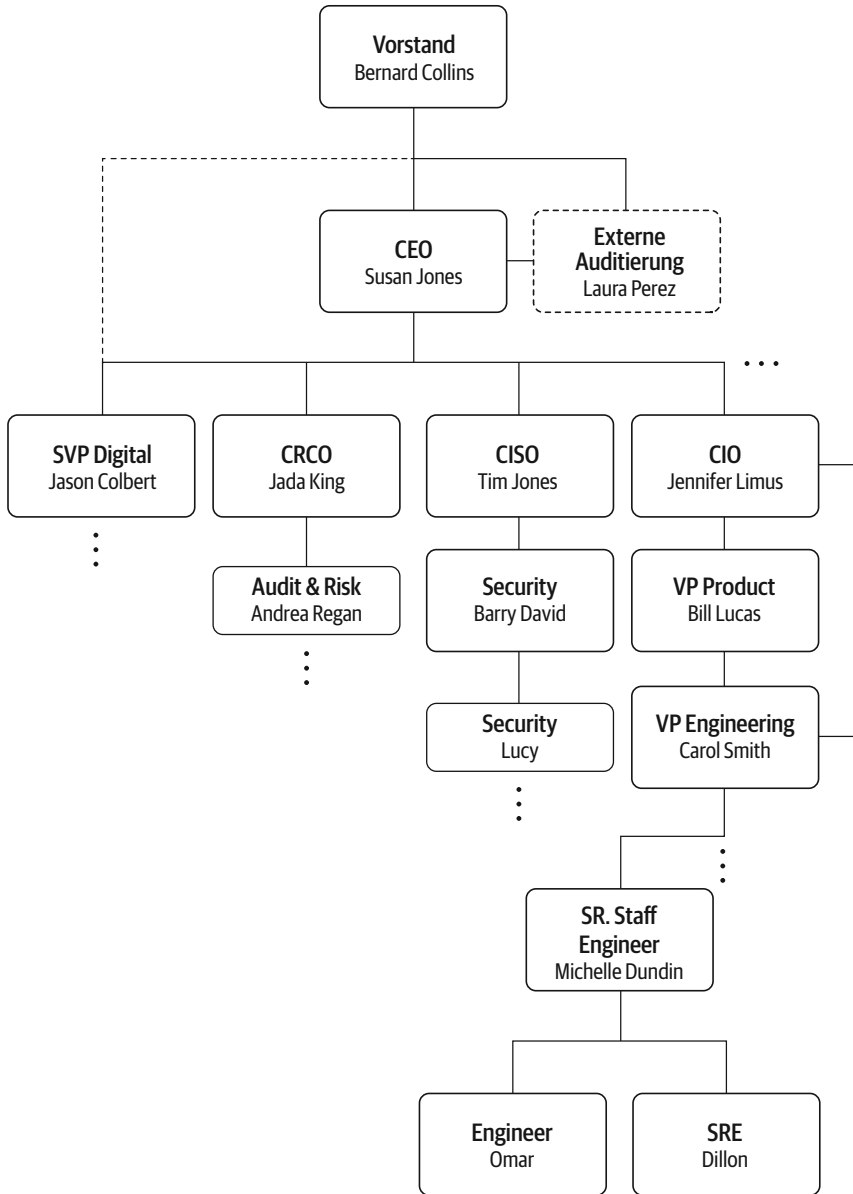 Vorstand
Bernard Collins
CEO
Susan Jones
Externe
Auditierung
Laura Perez
SVP Digital
Jason Colbert
CRCO
Jada King
CISO
Tim Jones
CIO
Jennifer Limus
Audit & Risk
Andrea Regan
Security
Barry David
VP Product
Bill Lucas
Security
Lucy
VP Engineering
Carol Smith
SR. Staff
Engineer
Michelle Dundin
Engineer
Omar
SRE
Dillon